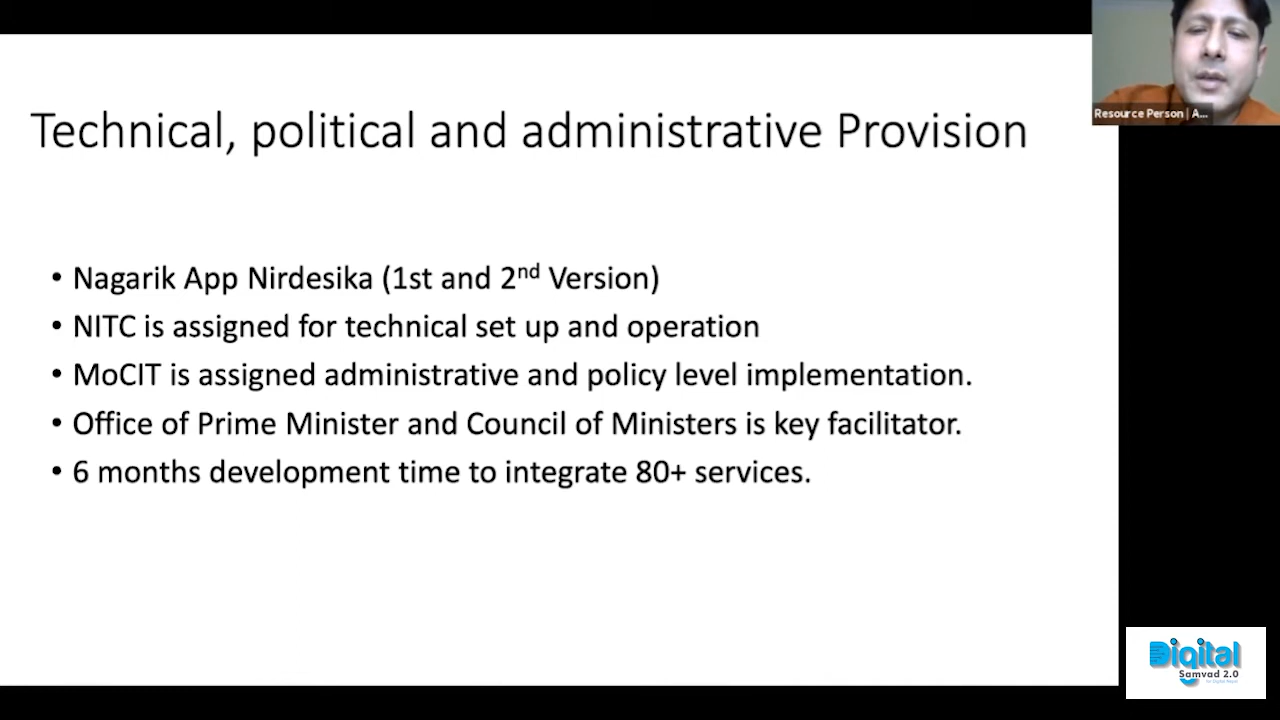 Technical, political and administrative Provision
• Nagarik App Nirdesika (1st and 2nd Version)
• NITC is assigned for technical set up and operation
• MoCIT is assigned administrative and policy level implementation.
• Office of Prime Minister and Council of Ministers is key facilitator.
• 6 months development time to integrate 80+ services.
Resource Person | A...
Digital
Samvad 2.0